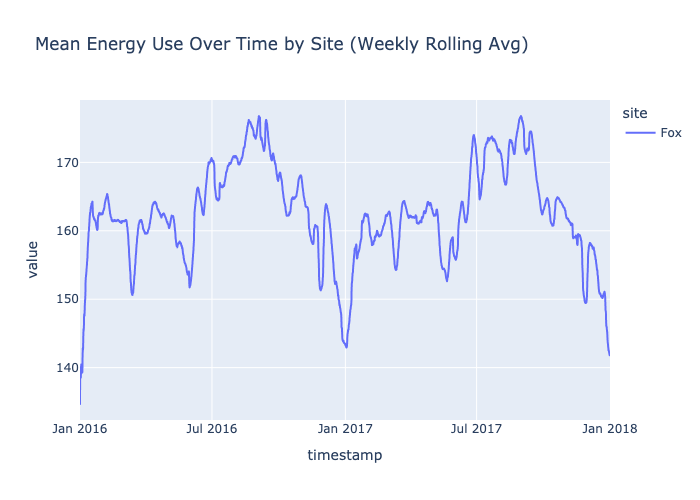 Mean Energy Use Over Time by Site (Weekly Rolling Avg)
site
Fox
170
160
150
140
value
Jan 2016
Jul 2016
Jan 2017
Jul 2017
Jan 2018
timestamp